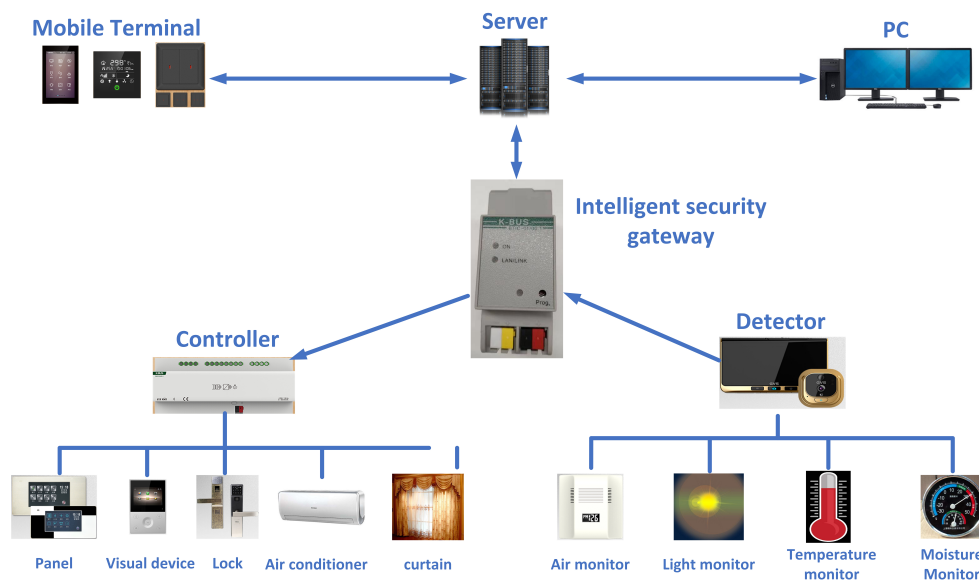 Mobile Terminal
Server
PC
Intelligent security
gateway
K-BUS
ON
LAN/LINK
Prog.
Controller
Detector
Panel
Visual device
Lock
Air conditioner
curtain
Air monitor
Light monitor
Temperature
monitor
Moisture
Monitor